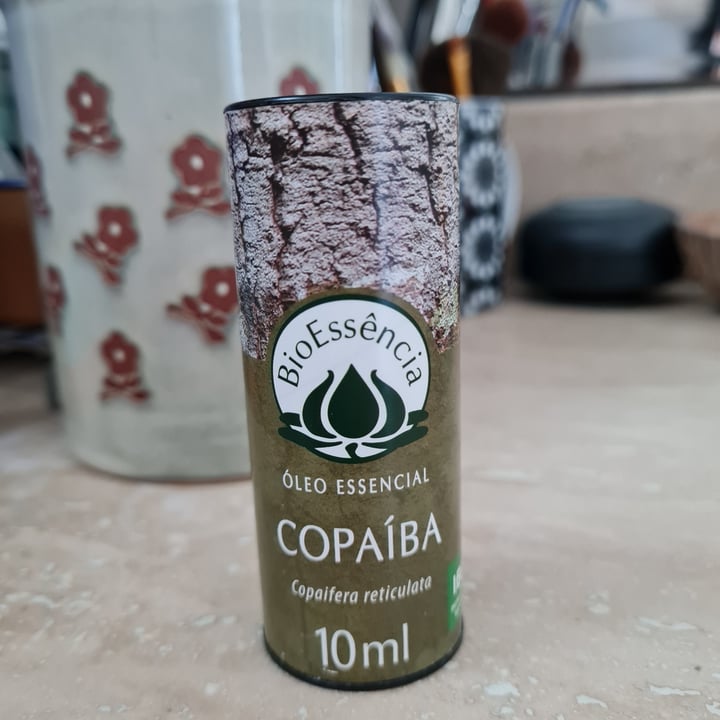 BioEssência
ÓLEO ESSENCIAL
COPAÍBA
Copaifera reticulata
10ml